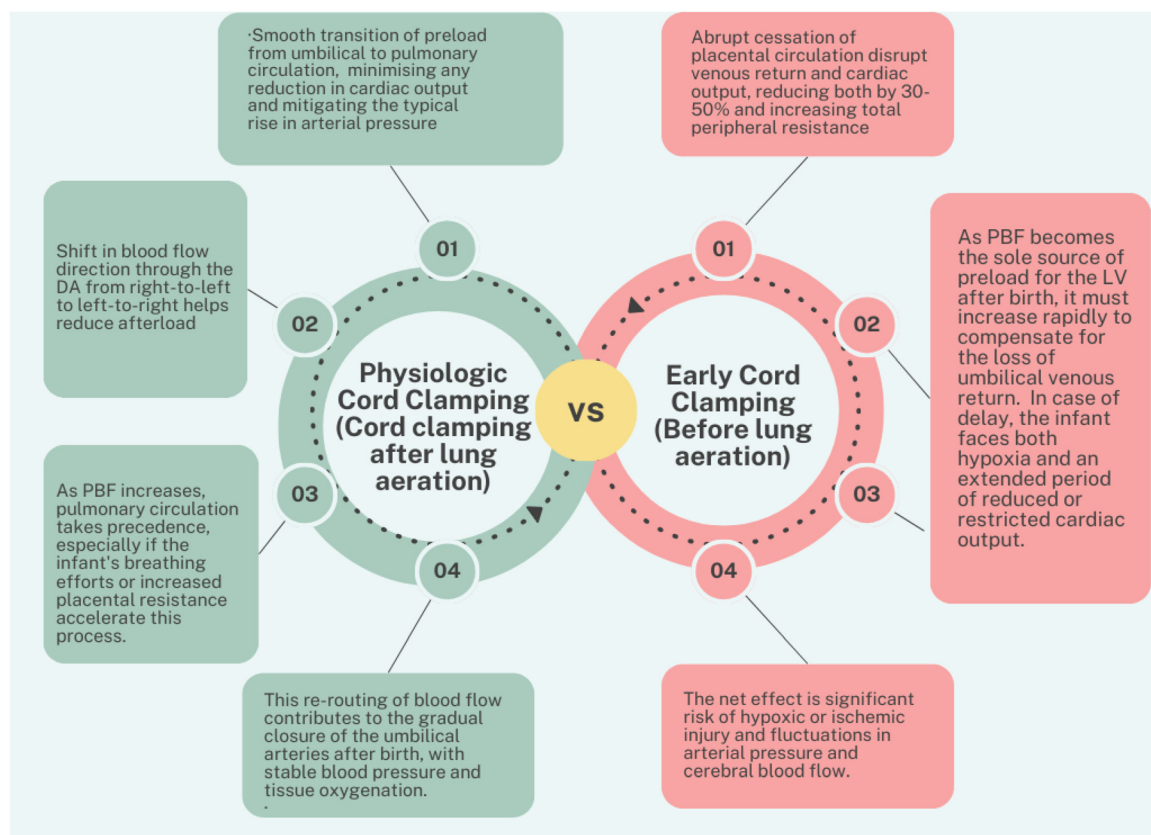 ·Smooth transition of preload
from umbilical to pulmonary
circulation, minimising any
reduction in cardiac output
and mitigating the typical
rise in arterial pressure
Shift in blood flow
direction through the
DA from right-to-left
to left-to-right helps
reduce afterload
As PBF increases,
pulmonary circulation
takes precedence,
especially if the
infant's breathing
efforts or increased
placental resistance
accelerate this
process.
This re-routing of blood flow
contributes to the gradual
closure of the umbilical
arteries after birth, with
stable blood pressure and
tissue oxygenation.
.
01
02
03
04
Physiologic
Cord Clamping
(Cord clamping
after lung
aeration)
VS
Early Cord
Clamping
(Before lung
aeration)
01
02
03
04
Abrupt cessation of
placental circulation disrupt
venous return and cardiac
output, reducing both by 30-
50% and increasing total
peripheral resistance
As PBF becomes
the sole source of
preload for the LV
after birth, it must
increase rapidly to
compensate for
the loss of
umbilical venous
return. In case of
delay, the infant
faces both
hypoxia and an
extended period
of reduced or
restricted cardiac
output.
The net effect is significant
risk of hypoxic or ischemic
injury and fluctuations in
arterial pressure and
cerebral blood flow.